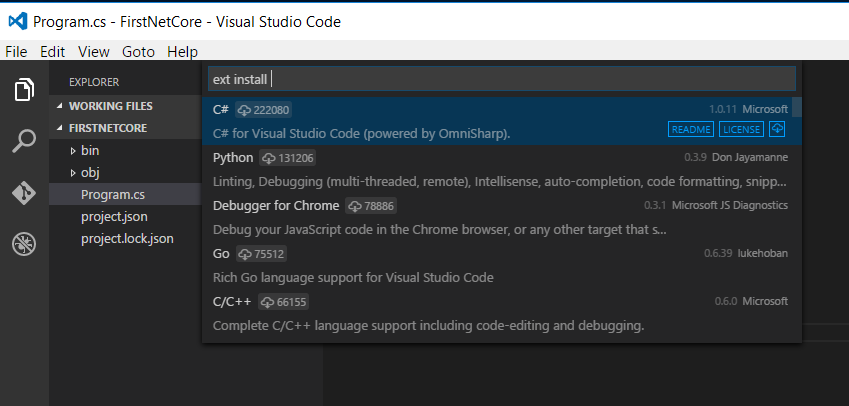 Program.cs - FirstNetCore - Visual Studio Code
File Edit View Goto Help
EXPLORER
WORKING FILES
FIRSTNETCORE
bin
obj
Program.cs
project.json
project.lock.json
ext install
C# 222080 1.0.11 Microsoft
C# for Visual Studio Code (powered by OmniSharp). README LICENSE
Python 131206 0.3.9 Don Jayamanne
Linting, Debugging (multi-threaded, remote), Intellisense, auto-completion, code formatting, snipp...
Debugger for Chrome 78886 0.3.1 Microsoft JS Diagnostics
Debug your JavaScript code in the Chrome browser, or any other target that s...
Go 75512 0.6.39 lukehoban
Rich Go language support for Visual Studio Code
C/C++ 66155 0.6.0 Microsoft
Complete C/C++ language support including code-editing and debugging.